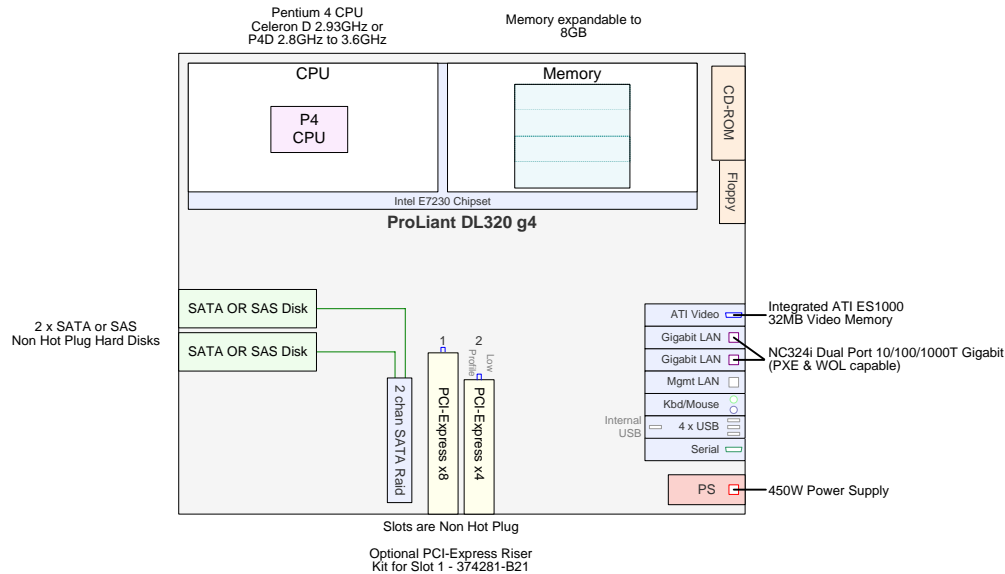 Pentium 4 CPU
Celeron D 2.93GHz or
P4D 2.8GHz to 3.6GHz
Memory expandable to
8GB
CPU
P4
CPU
Memory
CD-ROM
Floppy
Intel E7230 Chipset
ProLiant DL320 g4
2 x SATA or SAS
Non Hot Plug Hard Disks
SATA OR SAS Disk
SATA OR SAS Disk
2 chan SATA Raid
1
PCI-Express x8
2
Low
Profile
PCI-Express x4
ATI Video
Gigabit LAN
Gigabit LAN
Mgmt LAN
Kbd/Mouse
Internal
USB
4 x USB
Serial
PS
Integrated ATI ES1000
32MB Video Memory
NC324i Dual Port 10/100/1000T Gigabit
(PXE & WOL capable)
450W Power Supply
Slots are Non Hot Plug
Optional PCI-Express Riser
Kit for Slot 1 - 374281-B21